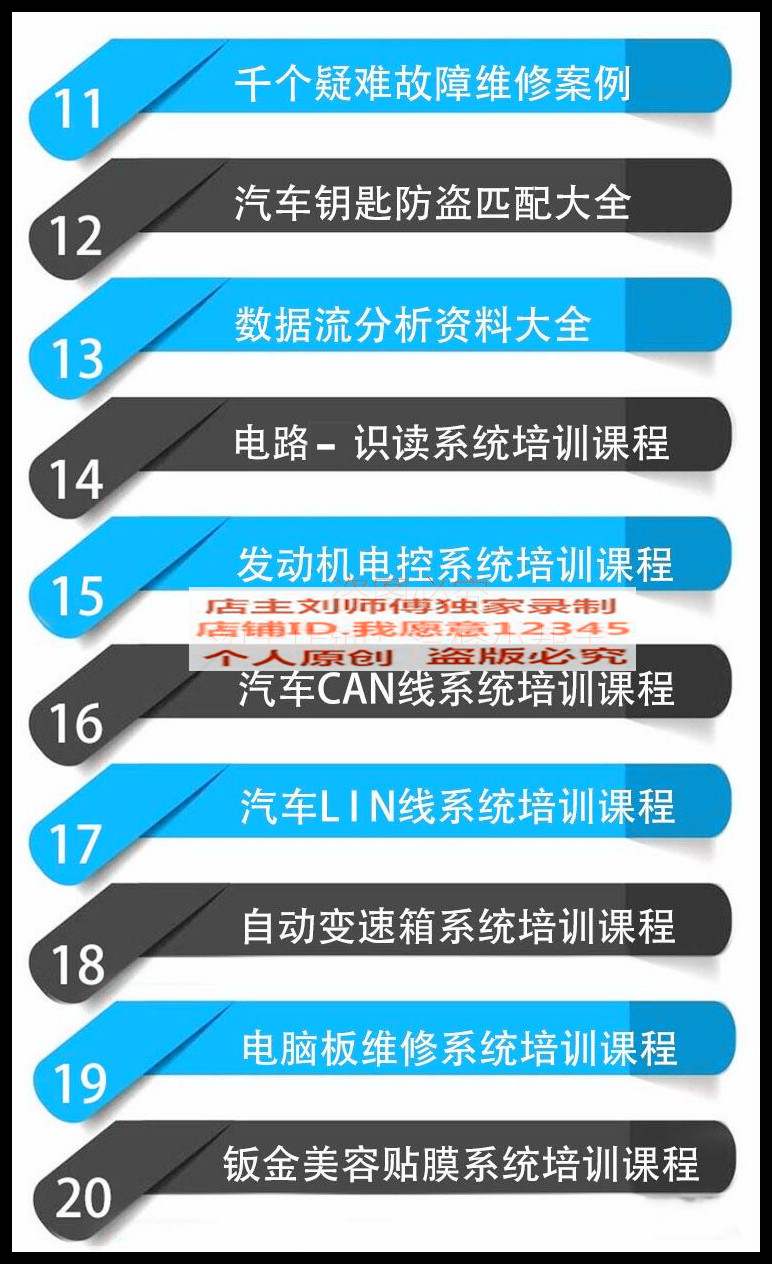 11 千个疑难故障维修案例
12 汽车钥匙防盗匹配大全
13 数据流分析资料大全
14 电路- 识读系统培训课程
15 发动机电控系统培训课程
店主刘师傅独家录制
店铺ID.我愿意12345
个人原创 盗版必究
16 汽车CAN线系统培训课程
17 汽车LIN线系统培训课程
18 自动变速箱系统培训课程
19 电脑板维修系统培训课程
20 钣金美容贴膜系统培训课程